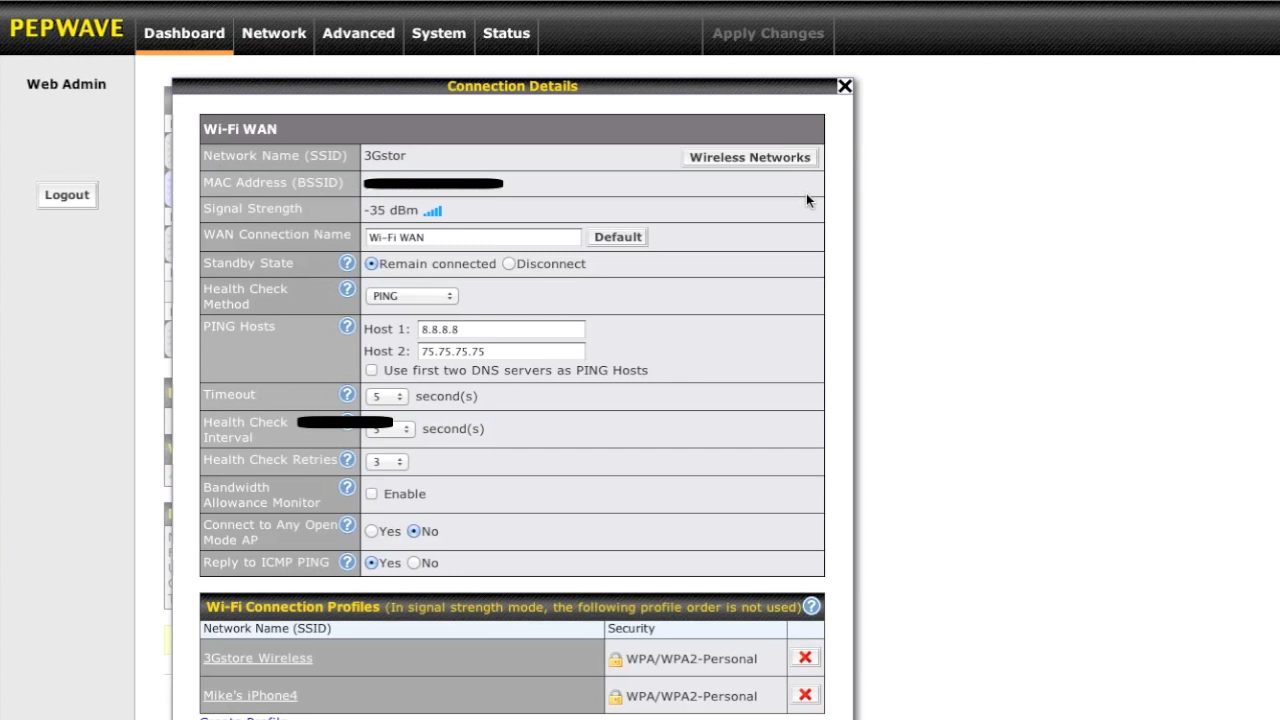 PEPWAVE
Dashboard Network Advanced System Status Apply Changes
Web Admin
Logout
Connection Details
Wi-Fi WAN
Network Name (SSID) 3Gstor Wireless Networks
MAC Address (BSSID)
Signal Strength -35 dBm
WAN Connection Name Wi-Fi WAN Default
Standby State ? Remain connected Disconnect
Health Check ? PING
Method
PING Hosts ? Host 1: 8.8.8.8
Host 2: 75.75.75.75
Use first two DNS servers as PING Hosts
Timeout ? 5 second(s)
Health Check
Interval second(s)
Health Check Retries ? 3
Bandwidth ? Enable
Allowance Monitor
Connect to Any Open ? Yes No
Mode AP
Reply to ICMP PING ? Yes No
Wi-Fi Connection Profiles (In signal strength mode, the following profile order is not used) ?
Network Name (SSID) Security
3Gstore Wireless WPA/WPA2-Personal
Mike's iPhone4 WPA/WPA2-Personal